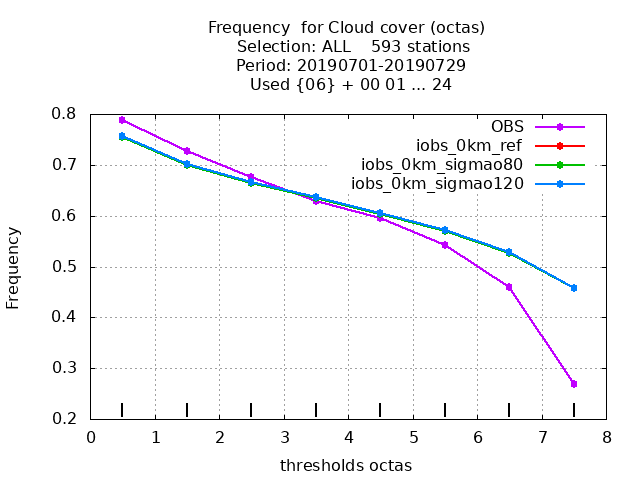 Frequency  for Cloud cover (octas)
Selection: ALL    593 stations
Period: 20190701-20190729
Used {06} + 00 01 ... 24
OBS
iobs_0km_ref
iobs_0km_sigmao80
iobs_0km_sigmao120
Frequency
0.8
0.7
0.6
0.5
0.4
0.3
0.2
0 1 2 3 4 5 6 7 8
thresholds octas